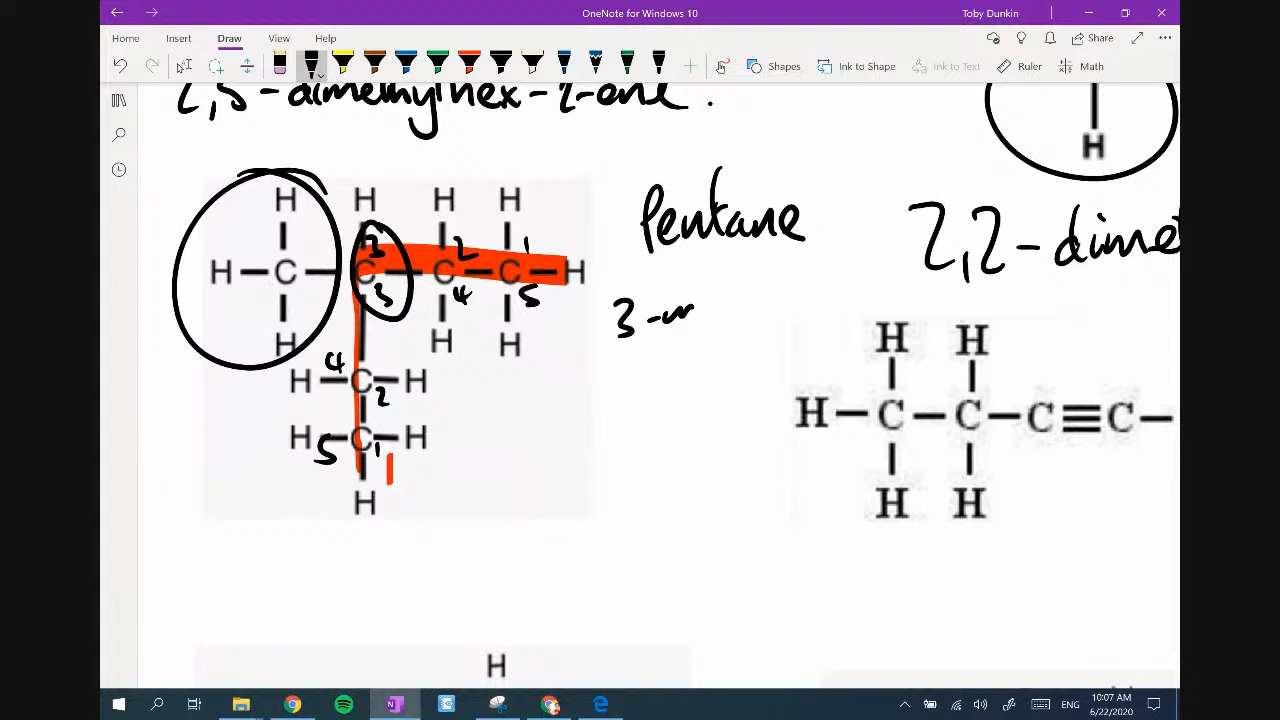 OneNote for Windows 10
Toby Dunkin
Home Insert Draw View Help
Share
Shapes Ink to Shape Ink to Text Ruler Math
2,5-dimethylhex-2-ene.
H
H H H H
3 2 1
H-C-C-C-C-H
3 4 5
H H H
4
H-C-H
2
H-C-H
5 1
H
Pentane
3-m
2,2-dime
H H
H-C-C-C≡C-
H H
H
10:07 AM
ENG
6/22/2020